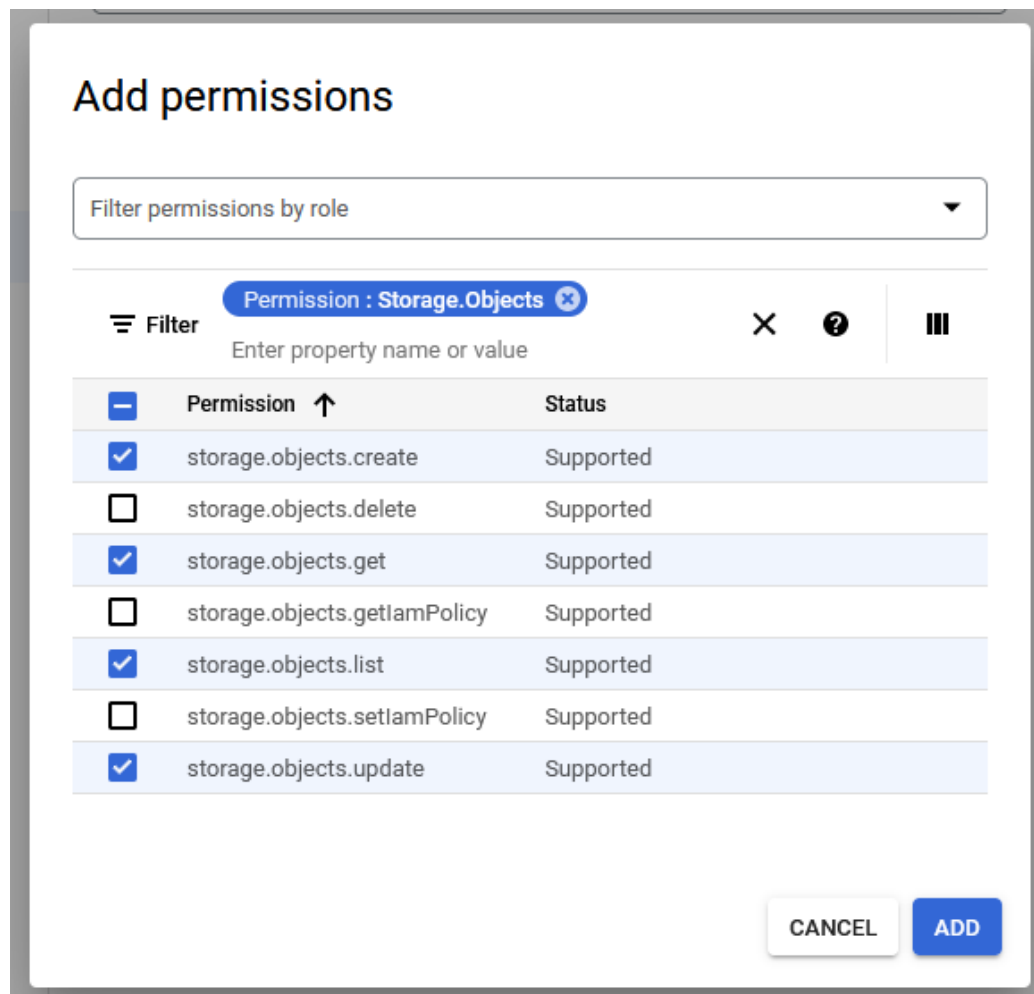 Add permissions
Filter permissions by role
Permission : Storage.Objects
Filter
Enter property name or value
Permission Status
storage.objects.create Supported
storage.objects.delete Supported
storage.objects.get Supported
storage.objects.getIamPolicy Supported
storage.objects.list Supported
storage.objects.setIamPolicy Supported
storage.objects.update Supported
CANCEL ADD